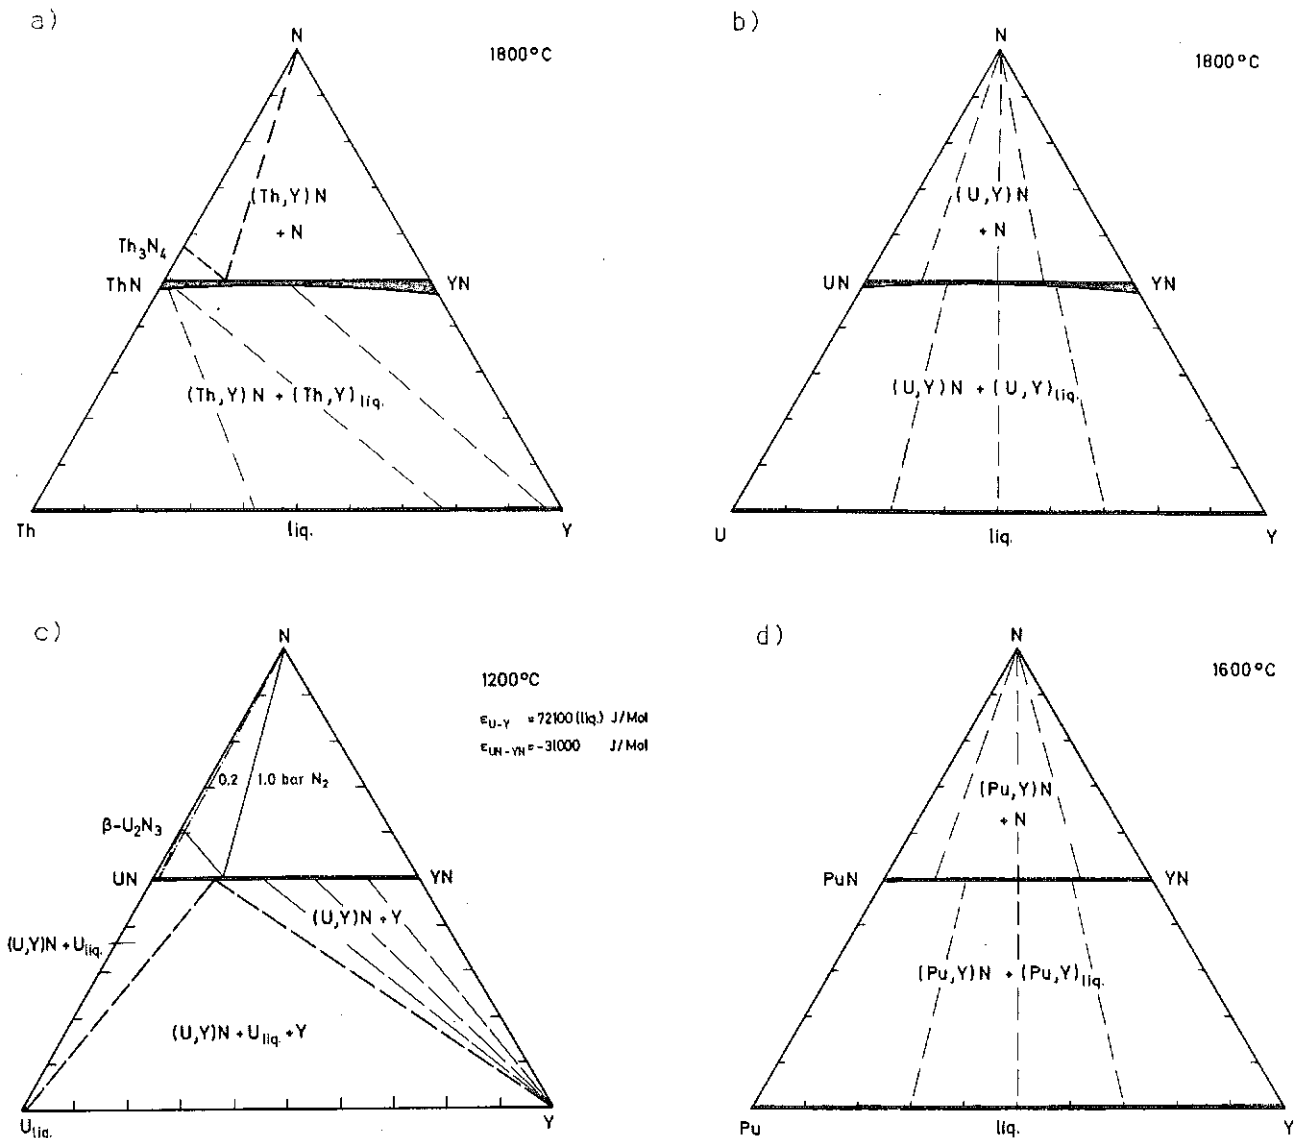 a)
N
1800°C
(Th,Y)N
+ N
Th₃N₄
ThN
YN
(Th,Y)N + (Th,Y)liq.
Th
liq.
Y
b)
N
1800°C
(U,Y)N
+ N
UN
YN
(U,Y)N + (U,Y)liq.
U
liq.
Y
c)
N
1200°C
εU-Y = 72100 (liq.) J/Mol
εUN-YN = -31000 J/Mol
0.2 1.0 bar N₂
β-U₂N₃
UN
YN
(U,Y)N + Y
(U,Y)N + Uliq.
(U,Y)N + Uliq. + Y
Uliq.
Y
d)
N
1600°C
(Pu,Y)N
+ N
PuN
YN
(Pu,Y)N + (Pu,Y)liq.
Pu
liq.
Y